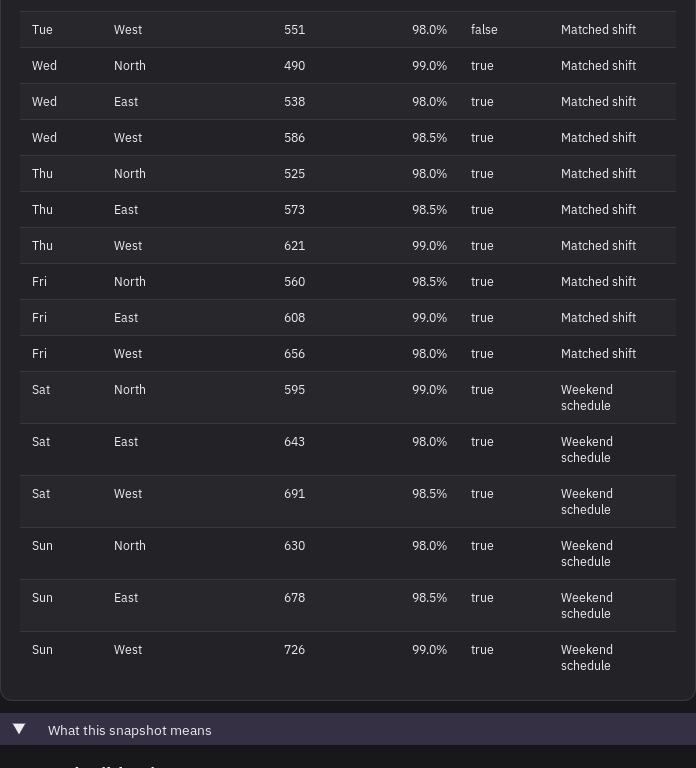 Tue West 551 98.0% false Matched shift
Wed North 490 99.0% true Matched shift
Wed East 538 98.0% true Matched shift
Wed West 586 98.5% true Matched shift
Thu North 525 98.0% true Matched shift
Thu East 573 98.5% true Matched shift
Thu West 621 99.0% true Matched shift
Fri North 560 98.5% true Matched shift
Fri East 608 99.0% true Matched shift
Fri West 656 98.0% true Matched shift
Sat North 595 99.0% true Weekend
schedule
Sat East 643 98.0% true Weekend
schedule
Sat West 691 98.5% true Weekend
schedule
Sun North 630 98.0% true Weekend
schedule
Sun East 678 98.5% true Weekend
schedule
Sun West 726 99.0% true Weekend
schedule
What this snapshot means